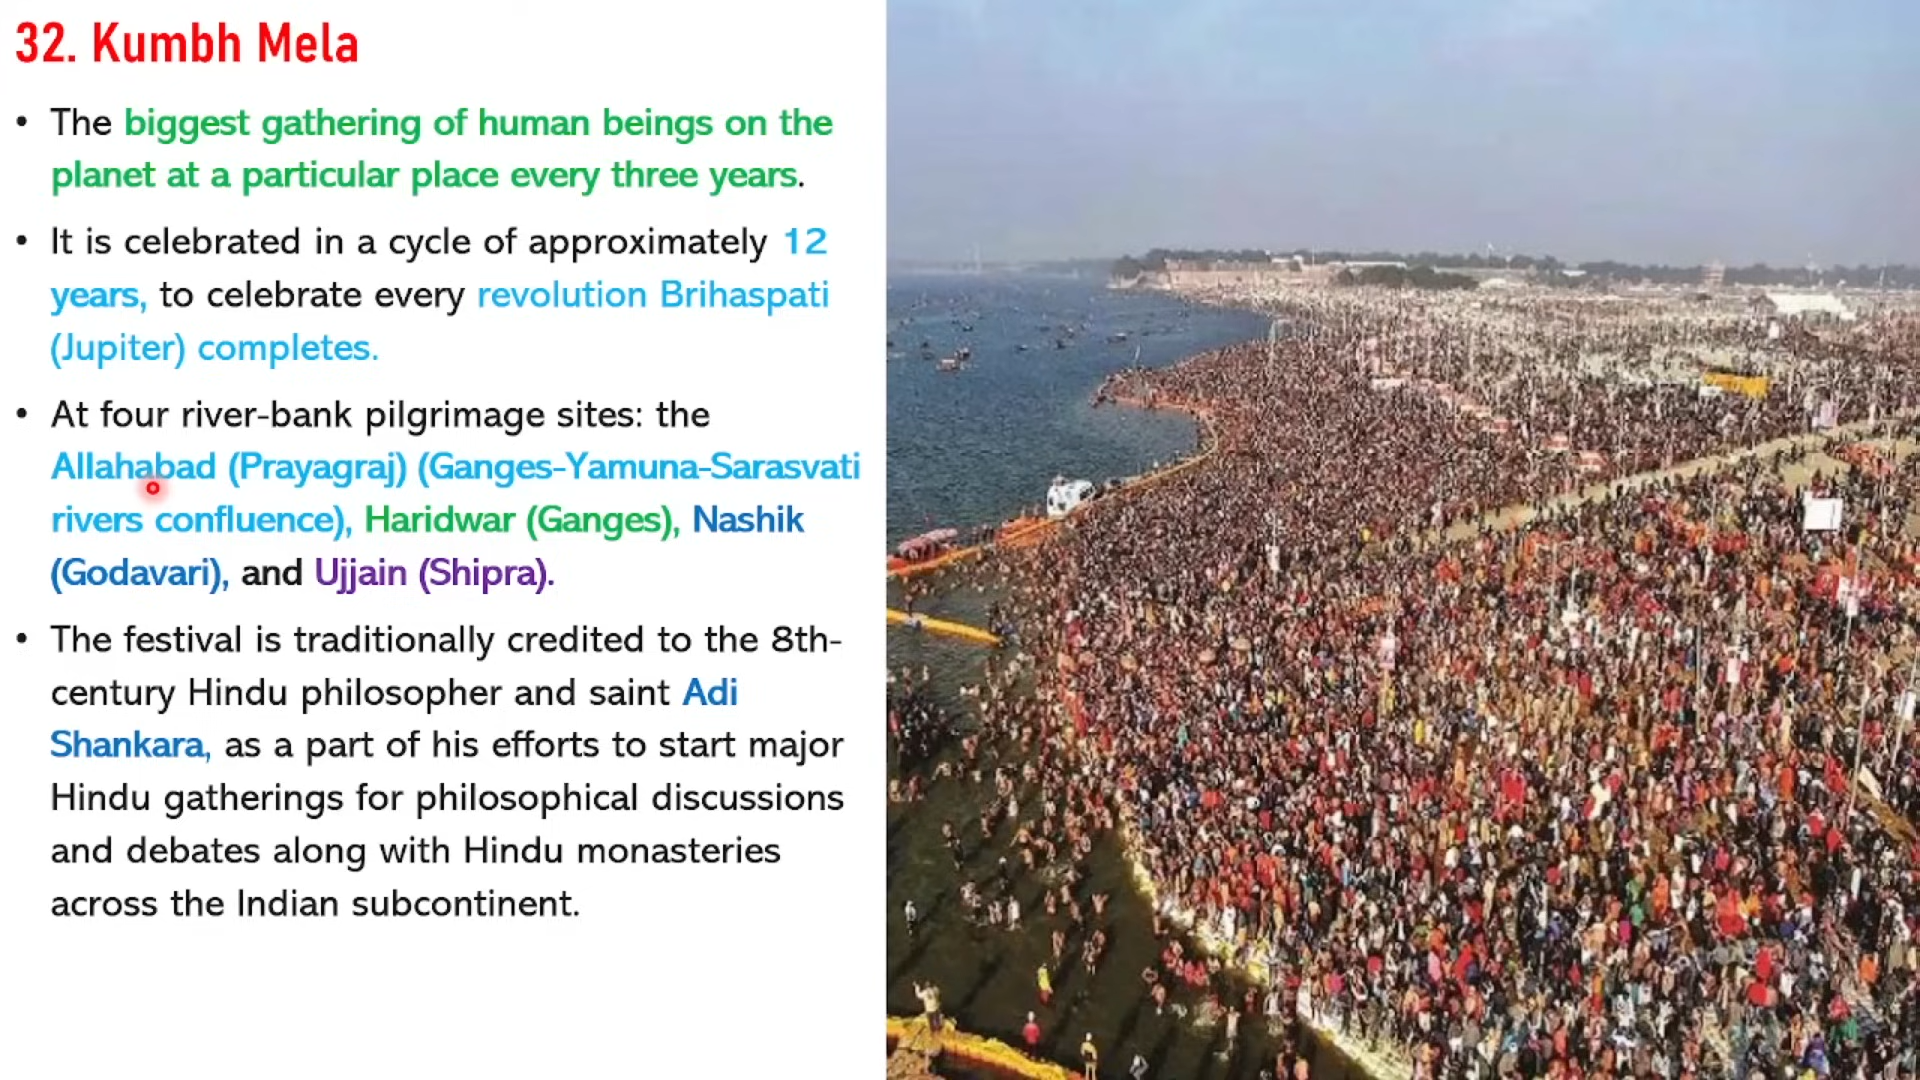 32. Kumbh Mela
• The biggest gathering of human beings on the
planet at a particular place every three years.
• It is celebrated in a cycle of approximately 12
years, to celebrate every revolution Brihaspati
(Jupiter) completes.
• At four river-bank pilgrimage sites: the
Allahabad (Prayagraj) (Ganges-Yamuna-Sarasvati
rivers confluence), Haridwar (Ganges), Nashik
(Godavari), and Ujjain (Shipra).
• The festival is traditionally credited to the 8th-
century Hindu philosopher and saint Adi
Shankara, as a part of his efforts to start major
Hindu gatherings for philosophical discussions
and debates along with Hindu monasteries
across the Indian subcontinent.